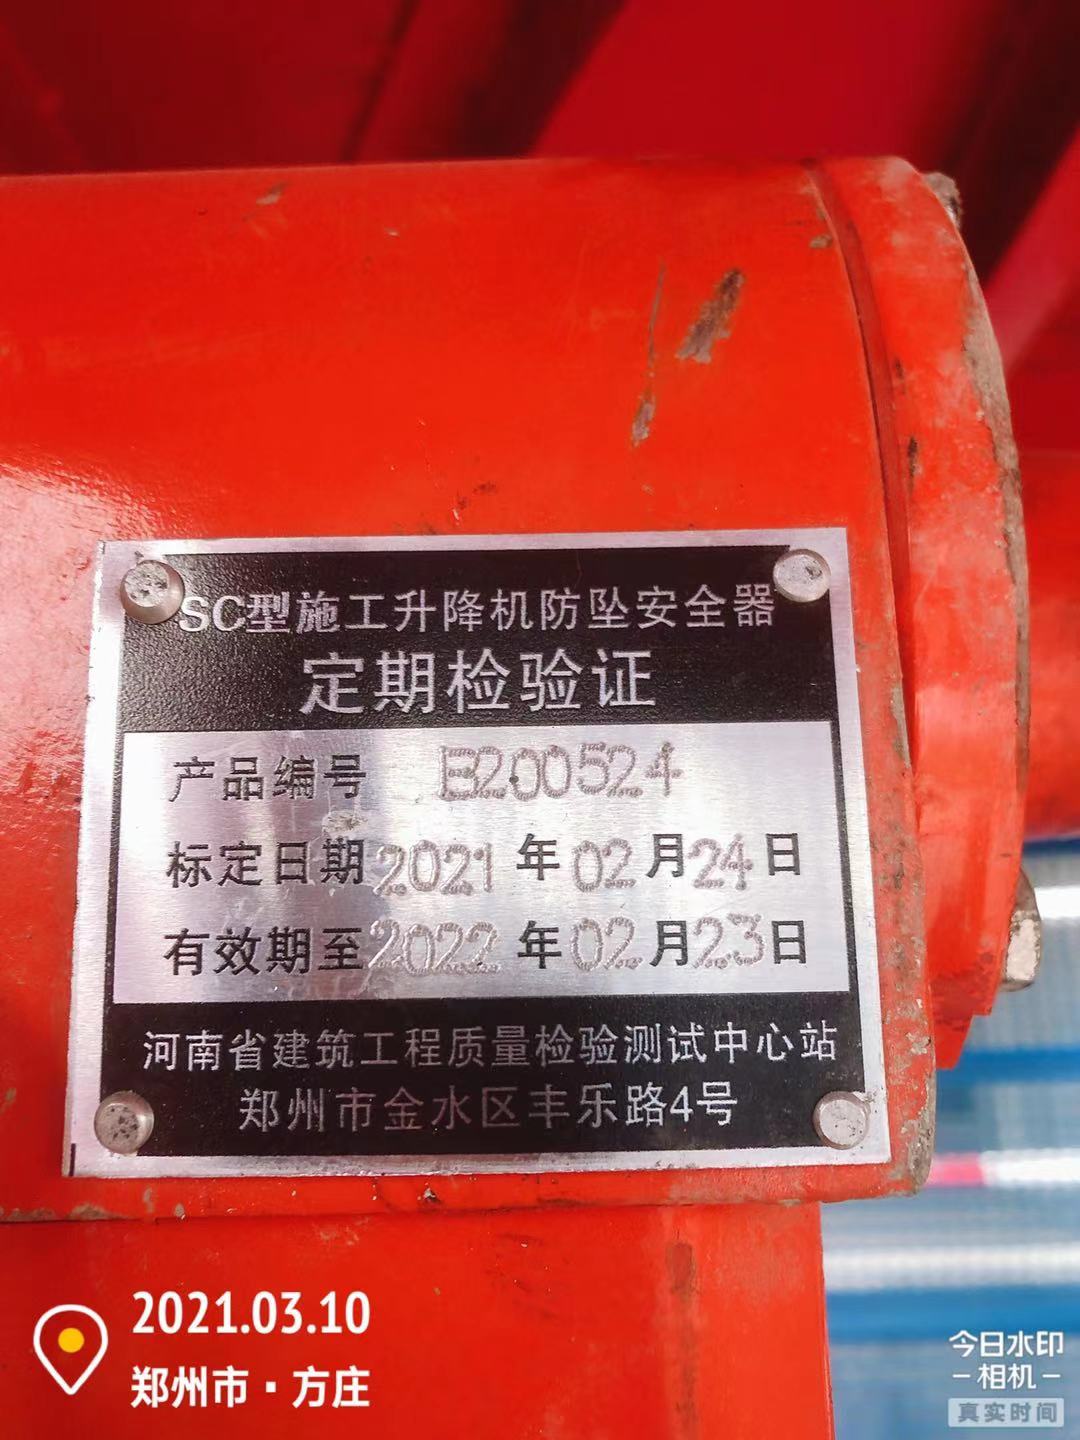 SC型施工升降机防坠安全器
定期检验证
产品编号 E200524
标定日期 2021 年 02 月 24 日
有效期至 2022 年 02 月 23 日
河南省建筑工程质量检验测试中心站
郑州市金水区丰乐路4号
2021.03.10
郑州市·方庄
今日水印
-相机-
真实时间